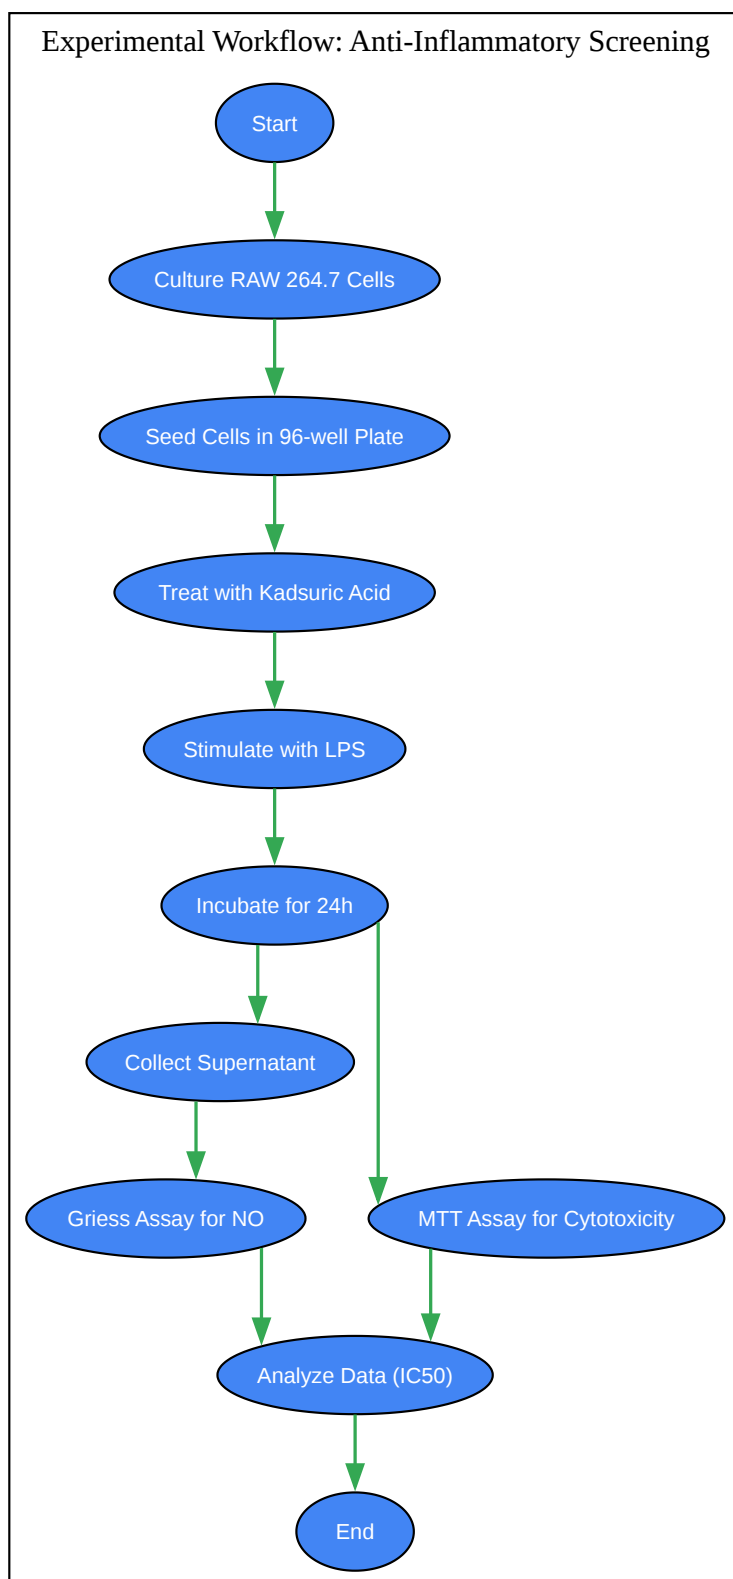 Experimental Workflow: Anti-Inflammatory Screening
Start
Culture RAW 264.7 Cells
Seed Cells in 96-well Plate
Treat with Kadsuric Acid
Stimulate with LPS
Incubate for 24h
Collect Supernatant
Griess Assay for NO
MTT Assay for Cytotoxicity
Analyze Data (IC50)
End